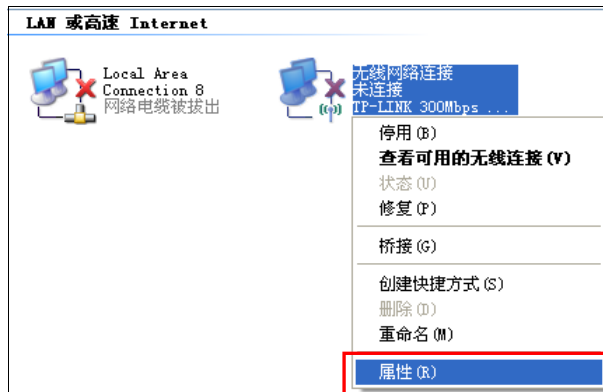 LAN 或高速 Internet
Local Area
Connection 8
网络电缆被拔出
无线网络连接
未连接
TP-LINK 300Mbps ...
停用(B)
查看可用的无线连接(V)
状态(U)
修复(P)
桥接(G)
创建快捷方式(S)
删除(D)
重命名(M)
属性(R)